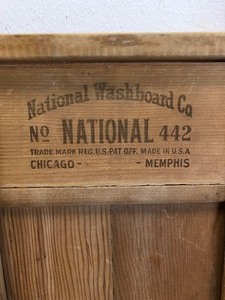 National Washboard Co
No NATIONAL 442
TRADE MARK REG. U.S. PAT. OFF. MADE IN U.S.A
CHICAGO - - MEMPHIS